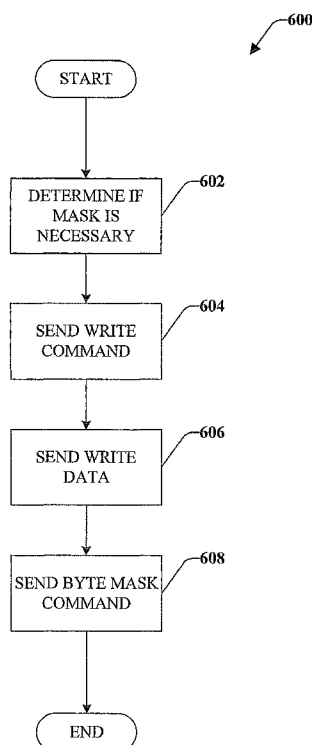 600
START
602
DETERMINE IF
MASK IS
NECESSARY
604
SEND WRITE
COMMAND
606
SEND WRITE
DATA
608
SEND BYTE MASK
COMMAND
END